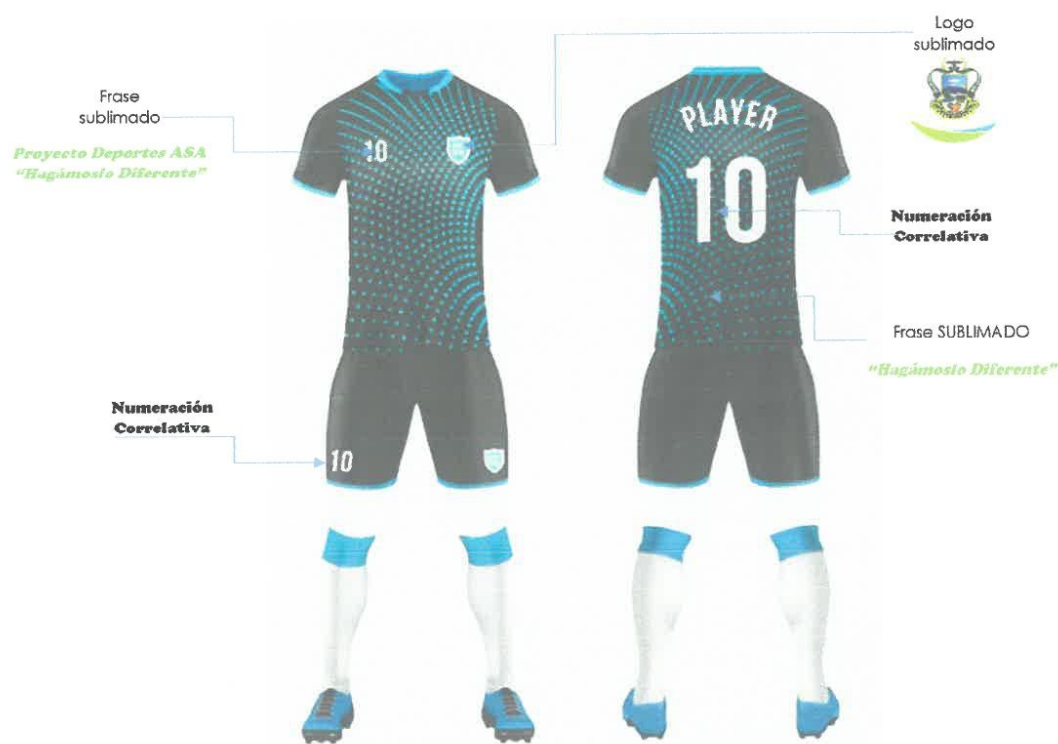 Logo
sublimado
Frase
sublimado
Proyecto Deportes ASA
“Hagámoslo Diferente”
10
PLAYER
10
Numeración
Correlativa
Frase SUBLIMADO
“Hagámoslo Diferente”
Numeración
Correlativa
10